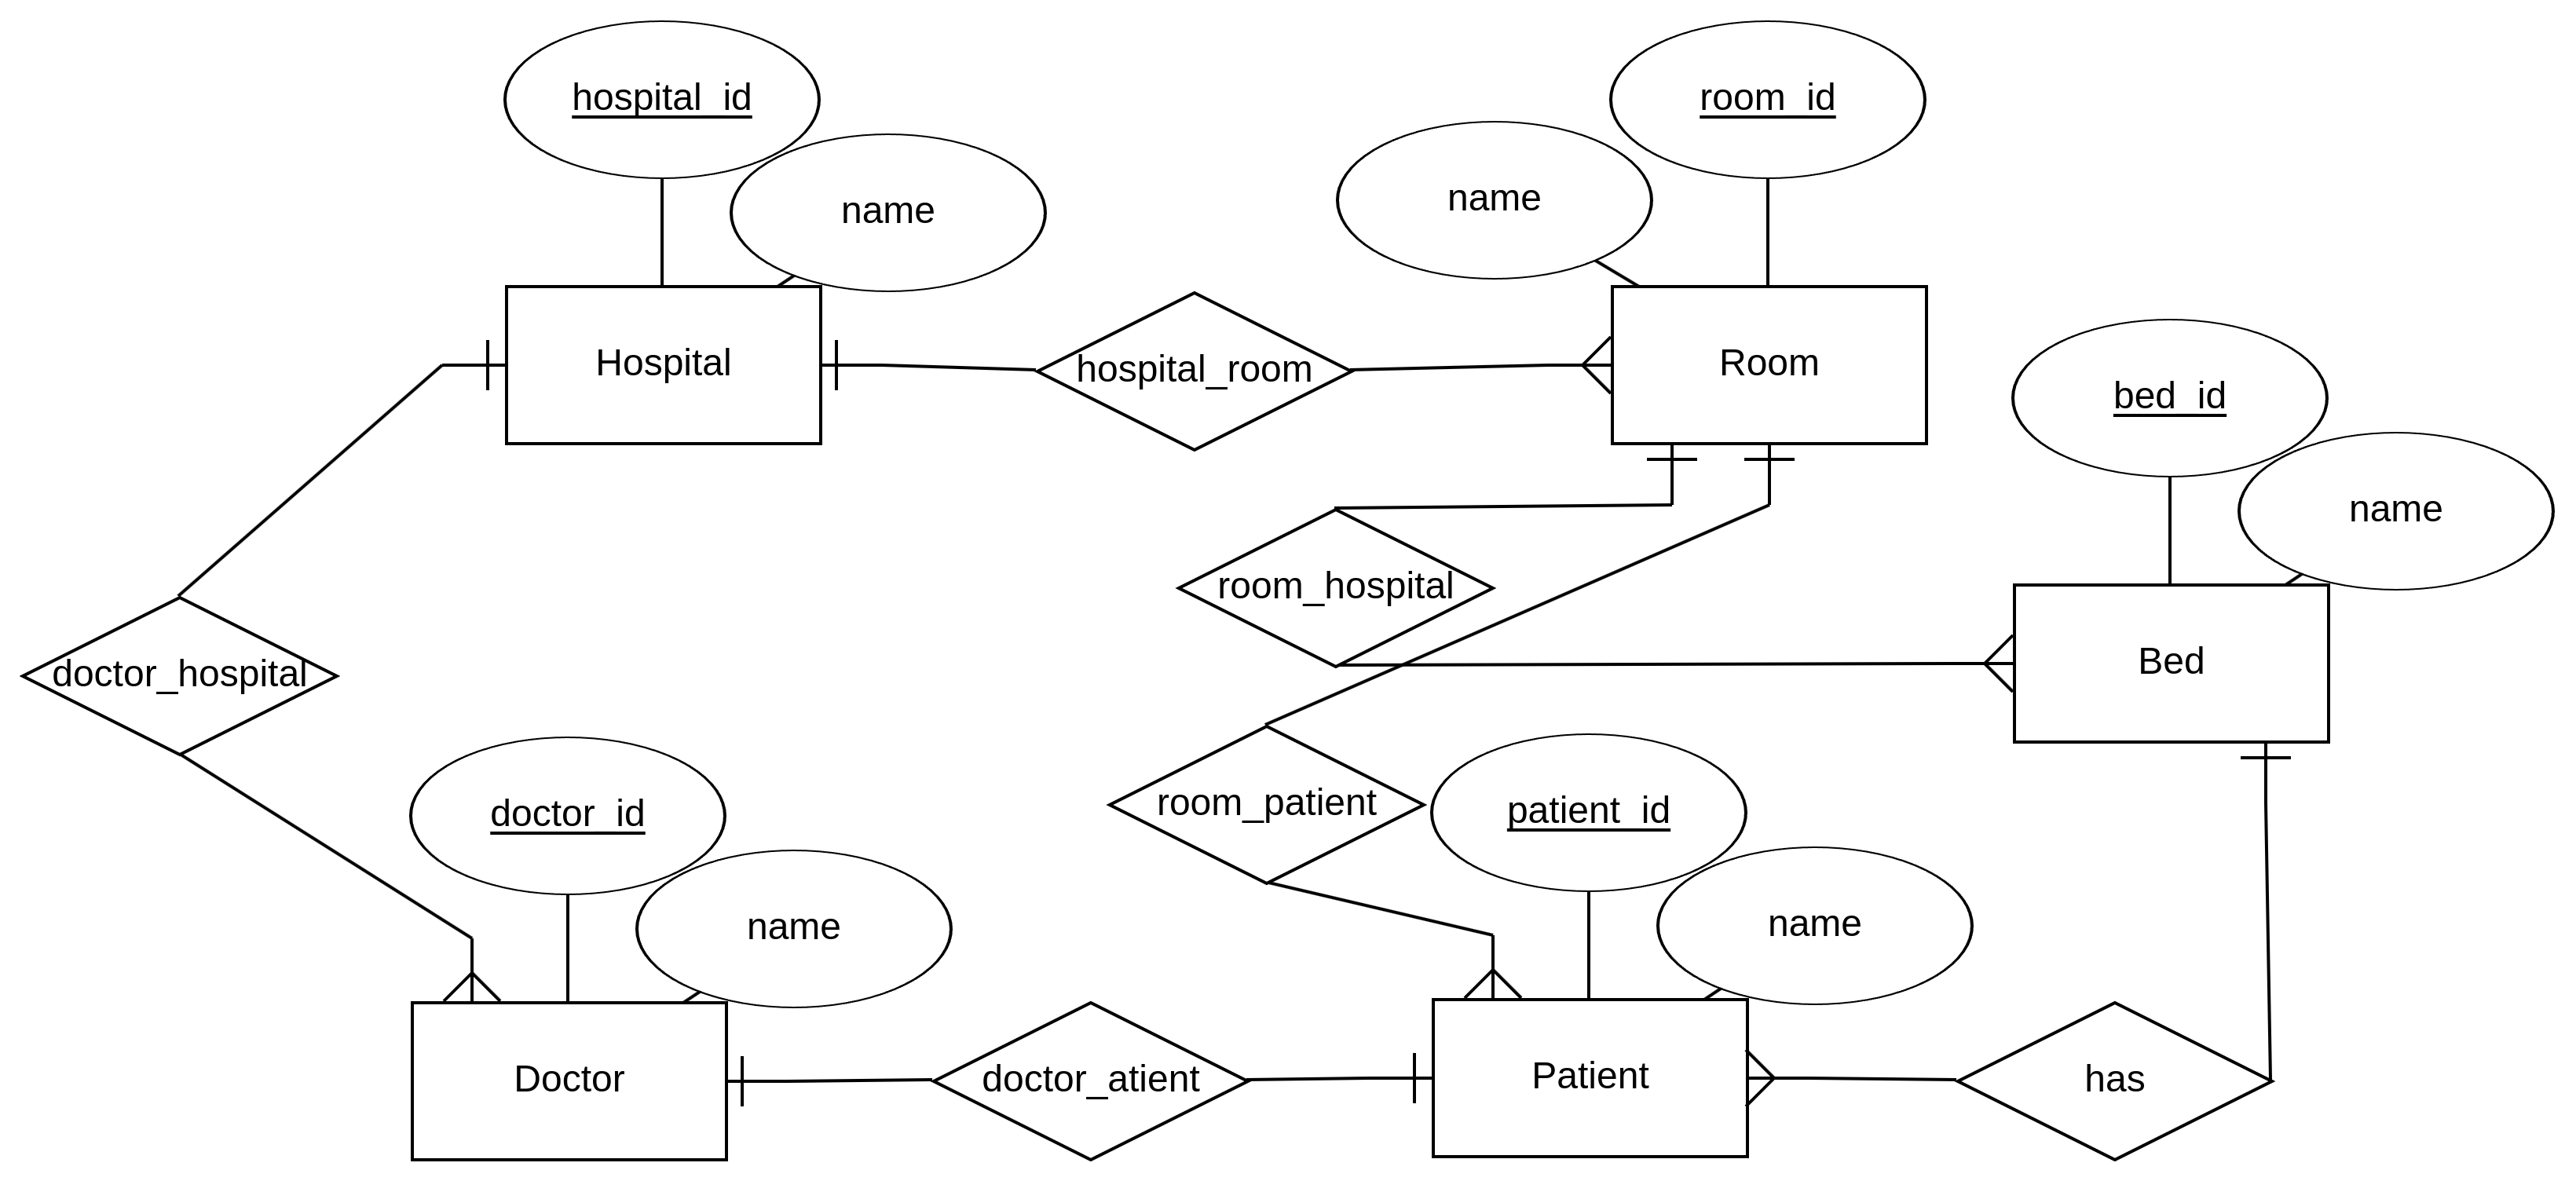 hospital_id
room_id
name
name
Hospital
hospital_room
Room
bed_id
name
room_hospital
Bed
doctor_hospital
doctor_id
room_patient
patient_id
name
name
Doctor
doctor_atient
Patient
has